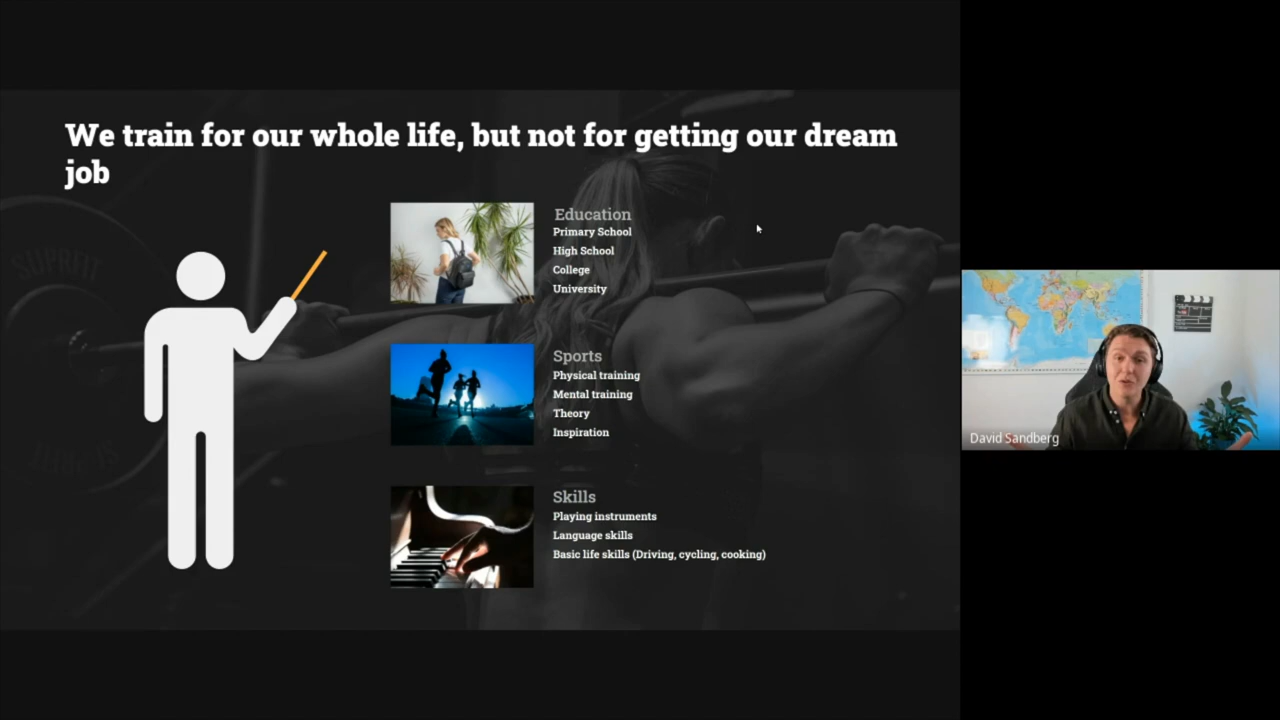 We train for our whole life, but not for getting our dream
job
Education
Primary School
High School
College
University
Sports
Physical training
Mental training
Theory
Inspiration
Skills
Playing instruments
Language skills
Basic life skills (Driving, cycling, cooking)
David Sandberg